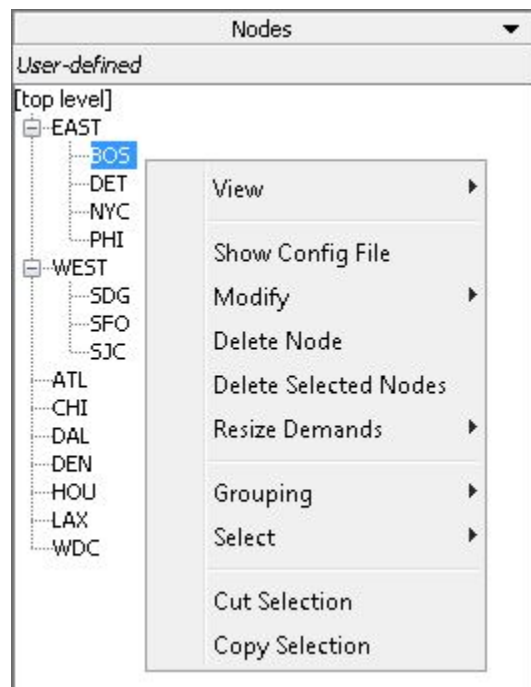 Nodes
User-defined
[top level]
EAST
BOS
DET
NYC
PHI
WEST
SDG
SFO
SJC
ATL
CHI
DAL
DEN
HOU
LAX
WDC
View
Show Config File
Modify
Delete Node
Delete Selected Nodes
Resize Demands
Grouping
Select
Cut Selection
Copy Selection